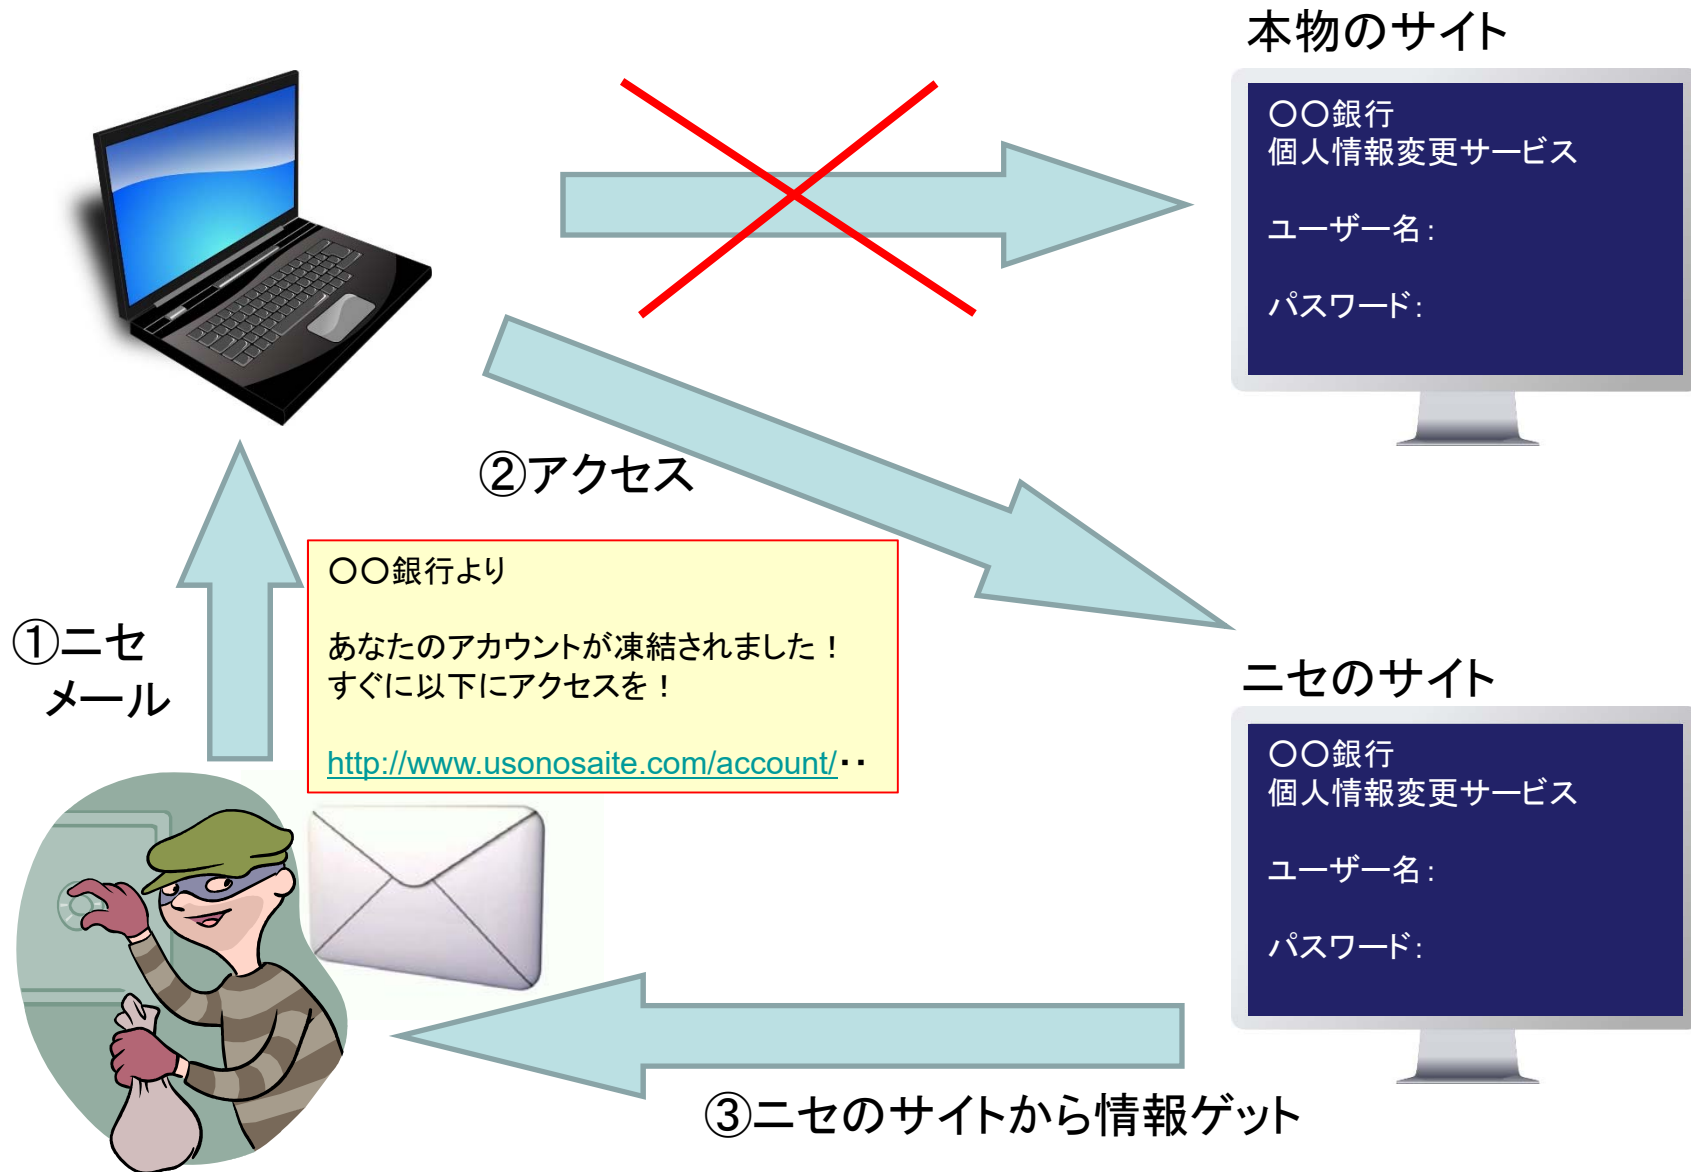 本物のサイト
〇〇銀行
個人情報変更サービス
ユーザー名：
パスワード：
②アクセス
〇〇銀行より
あなたのアカウントが凍結されました！
すぐに以下にアクセスを！
http://www.usonosaite.com/account/・・
①ニセ
メール
ニセのサイト
〇〇銀行
個人情報変更サービス
ユーザー名：
パスワード：
③ニセのサイトから情報ゲット